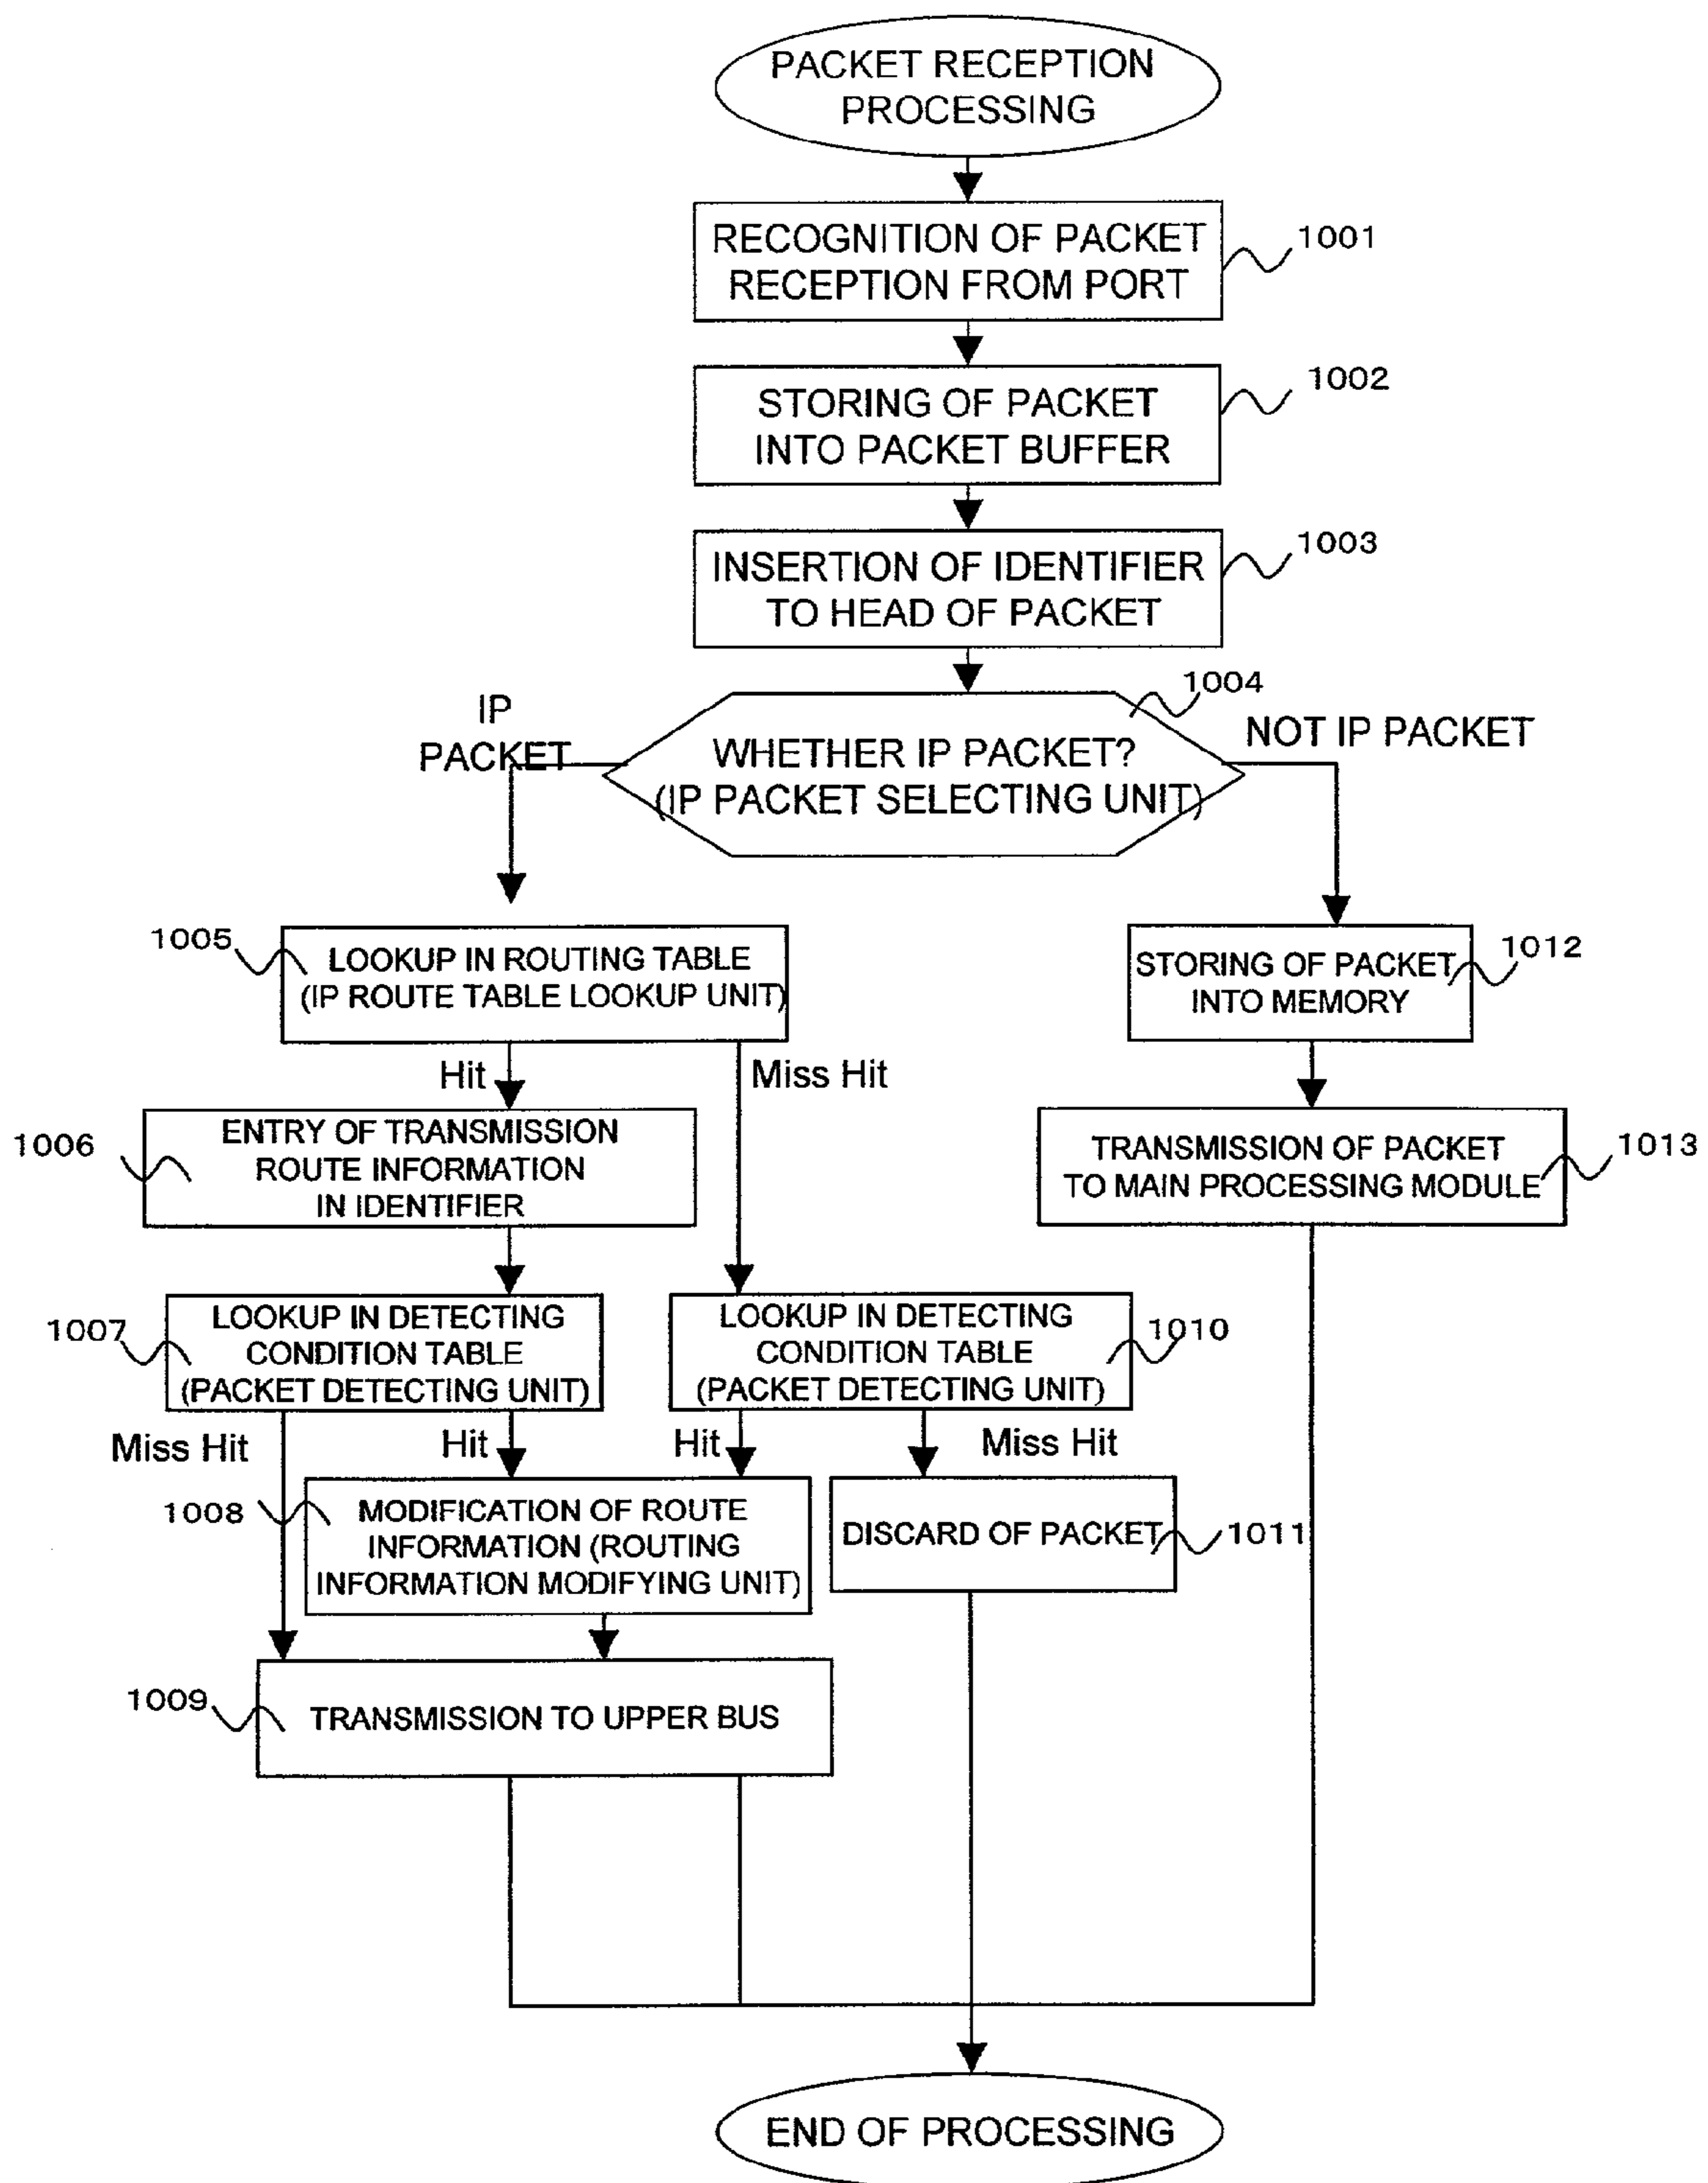 PACKET RECEPTION
PROCESSING
RECOGNITION OF PACKET
RECEPTION FROM PORT
1001
STORING OF PACKET
INTO PACKET BUFFER
1002
INSERTION OF IDENTIFIER
TO HEAD OF PACKET
1003
1004
IP
PACKET
WHETHER IP PACKET?
(IP PACKET SELECTING UNIT)
NOT IP PACKET
1005
LOOKUP IN ROUTING TABLE
(IP ROUTE TABLE LOOKUP UNIT)
STORING OF PACKET
INTO MEMORY
1012
Hit
Miss Hit
1006
ENTRY OF TRANSMISSION
ROUTE INFORMATION
IN IDENTIFIER
TRANSMISSION OF PACKET
TO MAIN PROCESSING MODULE
1013
1007
LOOKUP IN DETECTING
CONDITION TABLE
(PACKET DETECTING UNIT)
LOOKUP IN DETECTING
CONDITION TABLE
(PACKET DETECTING UNIT)
1010
Miss Hit
Hit
Hit
Miss Hit
1008
MODIFICATION OF ROUTE
INFORMATION (ROUTING
INFORMATION MODIFYING UNIT)
DISCARD OF PACKET
1011
1009
TRANSMISSION TO UPPER BUS
END OF PROCESSING